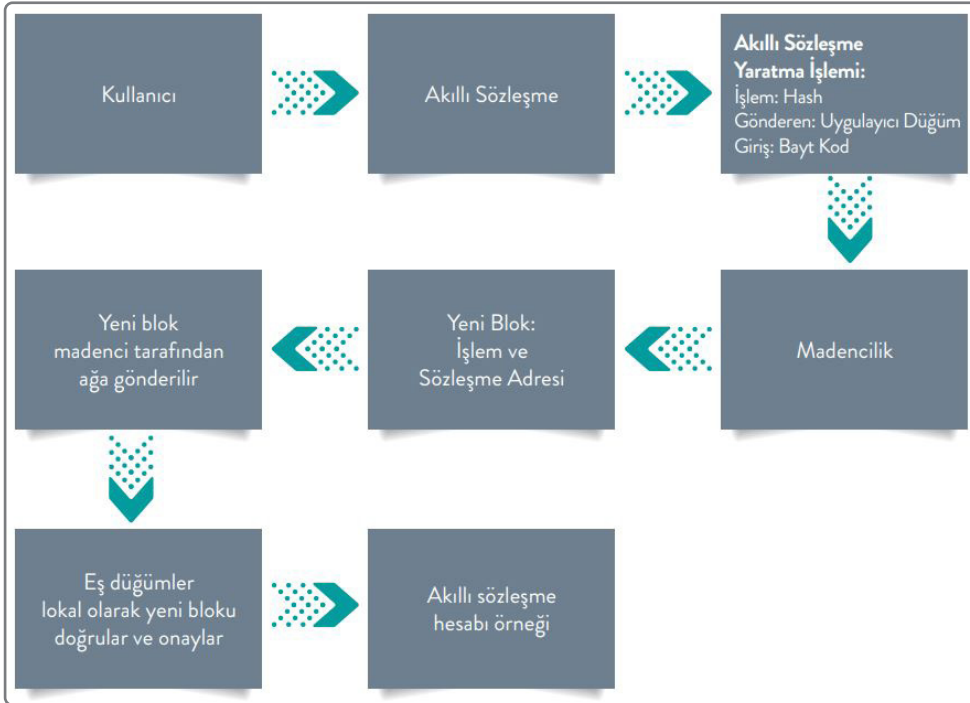 Kullanıcı
Akıllı Sözleşme
Akıllı Sözleşme
Yaratma İşlemi:
İşlem: Hash
Gönderen: Uygulayıcı Düğüm
Giriş: Bayt Kod
Madencilik
Yeni Blok:
İşlem ve
Sözleşme Adresi
Yeni blok
madenci tarafından
ağa gönderilir
Eş düğümler
lokal olarak yeni bloku
doğrular ve onaylar
Akıllı sözleşme
hesabı örneği